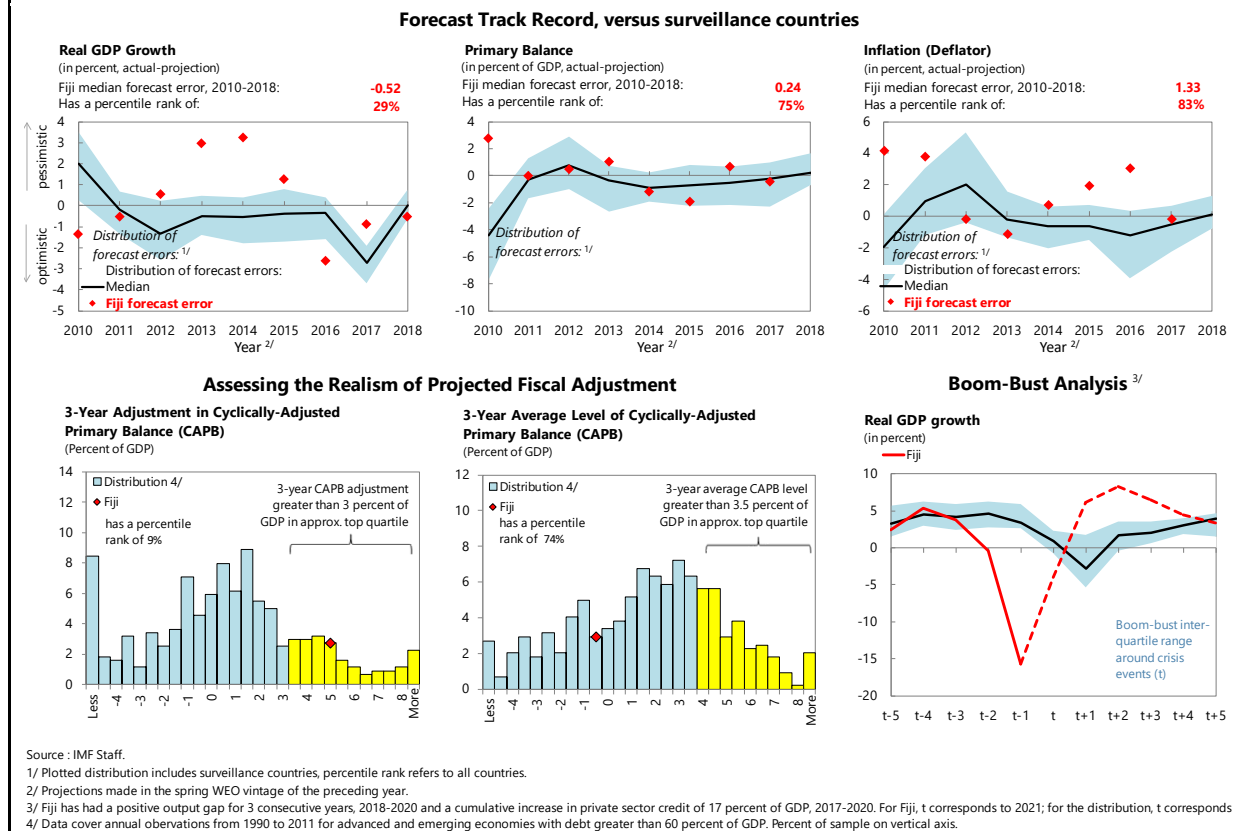 Forecast Track Record, versus surveillance countries
Real GDP Growth
(in percent, actual-projection)
Fiji median forecast error, 2010-2018: -0.52
Has a percentile rank of: 29%
pessimistic
optimistic
4
3
2
1
0
-1
-2
-3
-4
-5
Distribution of
forecast errors: 1/
Distribution of forecast errors:
Median
Fiji forecast error
2010 2011 2012 2013 2014 2015 2016 2017 2018
Year 2/
Primary Balance
(in percent of GDP, actual-projection)
Fiji median forecast error, 2010-2018: 0.24
Has a percentile rank of: 75%
4
2
0
-2
-4
-6
-8
-10
Distribution of
forecast errors: 1/
2010 2011 2012 2013 2014 2015 2016 2017 2018
Year 2/
Inflation (Deflator)
(in percent, actual-projection)
Fiji median forecast error, 2010-2018: 1.33
Has a percentile rank of: 83%
6
4
2
0
-2
-4
-6
Distribution of
forecast errors: 1/
Distribution of forecast errors:
Median
Fiji forecast error
2010 2011 2012 2013 2014 2015 2016 2017 2018
Year 2/
Assessing the Realism of Projected Fiscal Adjustment
3-Year Adjustment in Cyclically-Adjusted
Primary Balance (CAPB)
(Percent of GDP)
14
12
10
8
6
4
2
0
Distribution 4/
Fiji
has a percentile
rank of 9%
3-year CAPB adjustment
greater than 3 percent of
GDP in approx. top quartile
Less -4 -3 -2 -1 0 1 2 3 4 5 6 7 8 More
3-Year Average Level of Cyclically-Adjusted
Primary Balance (CAPB)
(Percent of GDP)
12
10
8
6
4
2
0
Distribution 4/
Fiji
has a percentile
rank of 74%
3-year average CAPB level
greater than 3.5 percent of
GDP in approx. top quartile
Less -4 -3 -2 -1 0 1 2 3 4 5 6 7 8 More
Boom-Bust Analysis 3/
Real GDP growth
(in percent)
Fiji
10
5
0
-5
-10
-15
-20
Boom-bust inter-
quartile range
around crisis
events (t)
t-5 t-4 t-3 t-2 t-1 t t+1 t+2 t+3 t+4 t+5
Source : IMF Staff.
1/ Plotted distribution includes surveillance countries, percentile rank refers to all countries.
2/ Projections made in the spring WEO vintage of the preceding year.
3/ Fiji has had a positive output gap for 3 consecutive years, 2018-2020 and a cumulative increase in private sector credit of 17 percent of GDP, 2017-2020. For Fiji, t corresponds to 2021; for the distribution, t corresponds
4/ Data cover annual obervations from 1990 to 2011 for advanced and emerging economies with debt greater than 60 percent of GDP. Percent of sample on vertical axis.